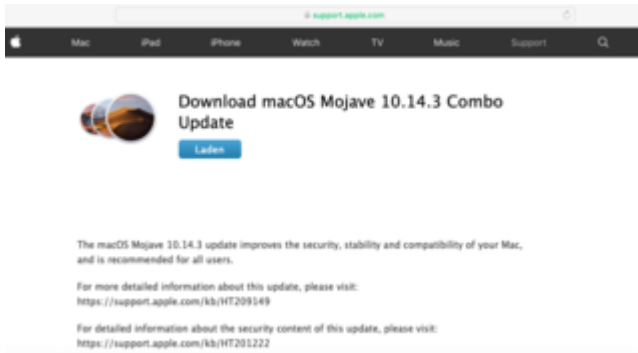 support.apple.com
Mac iPad iPhone Watch TV Music Support
Download macOS Mojave 10.14.3 Combo
Update
Laden
The macOS Mojave 10.14.3 update improves the security, stability and compatibility of your Mac,
and is recommended for all users.
For more detailed information about this update, please visit:
https://support.apple.com/kb/HT209149
For detailed information about the security content of this update, please visit:
https://support.apple.com/kb/HT201222